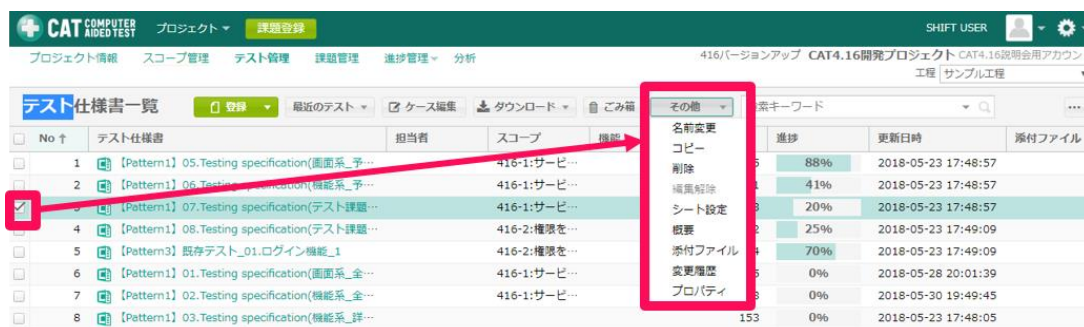 CAT COMPUTER AIDED TEST プロジェクト 課題登録 SHIFT USER
プロジェクト情報 スコープ管理 テスト管理 課題管理 進捗管理 分析 416バージョンアップ CAT4.16開発プロジェクト CAT4.16説明会用アカウン
工程 サンプル工程
テスト仕様書一覧 登録 最近のテスト ケース編集 ダウンロード ごみ箱 その他 索キーワード ...
No ↑ テスト仕様書 担当者 スコープ 機能 進捗 更新日時 添付ファイル
1 【Pattern1】05.Testing specification(画面系_予… 416-1:サービ… 88% 2018-05-23 17:48:57
2 【Pattern1】06.Testing specification(機能系_予… 416-1:サービ… 41% 2018-05-23 17:48:57
【Pattern1】07.Testing specification(テスト課題… 416-1:サービ… 20% 2018-05-23 17:48:57
4 【Pattern1】08.Testing specification(テスト課題… 416-2:権限を… 25% 2018-05-23 17:49:09
5 【Pattern3】既存テスト_01.ログイン機能_1 416-2:権限を… 70% 2018-05-23 17:49:09
6 【Pattern1】01.Testing specification(画面系_全… 416-1:サービ… 0% 2018-05-28 20:01:39
7 【Pattern1】02.Testing specification(機能系_全… 416-1:サービ… 0% 2018-05-30 19:49:45
8 【Pattern1】03.Testing specification(機能系_詳… 153 0% 2018-05-23 17:48:05
名前変更
コピー
削除
編集解除
シート設定
概要
添付ファイル
変更履歴
プロパティ